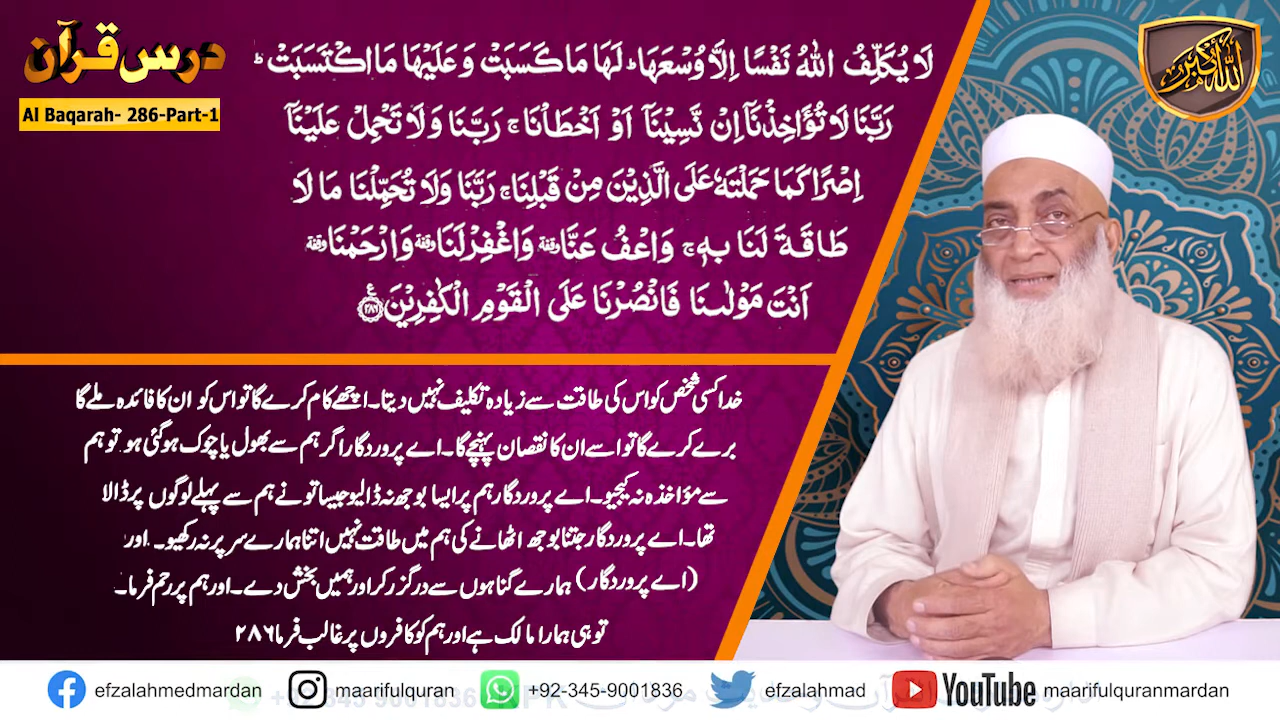 درس قرآن
Al Baqarah- 286-Part-1
لَا يُكَلِّفُ اللهُ نَفْسًا اِلَّا وُسْعَهَا ؕ لَهَا مَا كَسَبَتْ وَعَلَيْهَا مَا اكْتَسَبَتْ ؕ
رَبَّنَا لَا تُؤَاخِذْنَآ اِنْ نَّسِيْنَآ اَوْ اَخْطَاْنَا ۚ رَبَّنَا وَلَا تَحْمِلْ عَلَيْنَآ
اِصْرًا كَمَا حَمَلْتَهٗ عَلَى الَّذِيْنَ مِنْ قَبْلِنَا ۚ رَبَّنَا وَلَا تُحَمِّلْنَا مَا لَا
طَاقَةَ لَنَا بِهٖ ۚ وَاعْفُ عَنَّا وقفة وَاغْفِرْ لَنَا وقفة وَارْحَمْنَا وقفة
اَنْتَ مَوْلٰىنَا فَانْصُرْنَا عَلَى الْقَوْمِ الْكٰفِرِيْنَ ﴿۲۸۶﴾ ع
اللہ اکبر
خدا کسی شخص کو اس کی طاقت سے زیادہ تکلیف نہیں دیتا۔ اچھے کام کرے گا تو اس کو ان کا فائدہ ملے گا
برے کرے گا تو اسے ان کا نقصان پہنچے گا۔ اے پروردگار اگر ہم سے بھول یا چوک ہوگئی ہو تو ہم
سے مؤاخذہ نہ کیجیو۔ اے پروردگار ہم پر ایسا بوجھ نہ ڈالیو جیسا تو نے ہم سے پہلے لوگوں پر ڈالا
تھا۔ اے پروردگار جتنا بوجھ اٹھانے کی ہم میں طاقت نہیں اتنا ہمارے سر پر نہ رکھیو۔ اور
(اے پروردگار) ہمارے گناہوں سے درگزر کر اور ہمیں بخش دے۔ اور ہم پر رحم فرما۔
تو ہی ہمارا مالک ہے اور ہم کو کافروں پر غالب فرما ۲۸۶
efzalahmedmardan
maarifulquran
+92-345-9001836
efzalahmad
YouTube
maarifulquranmardan